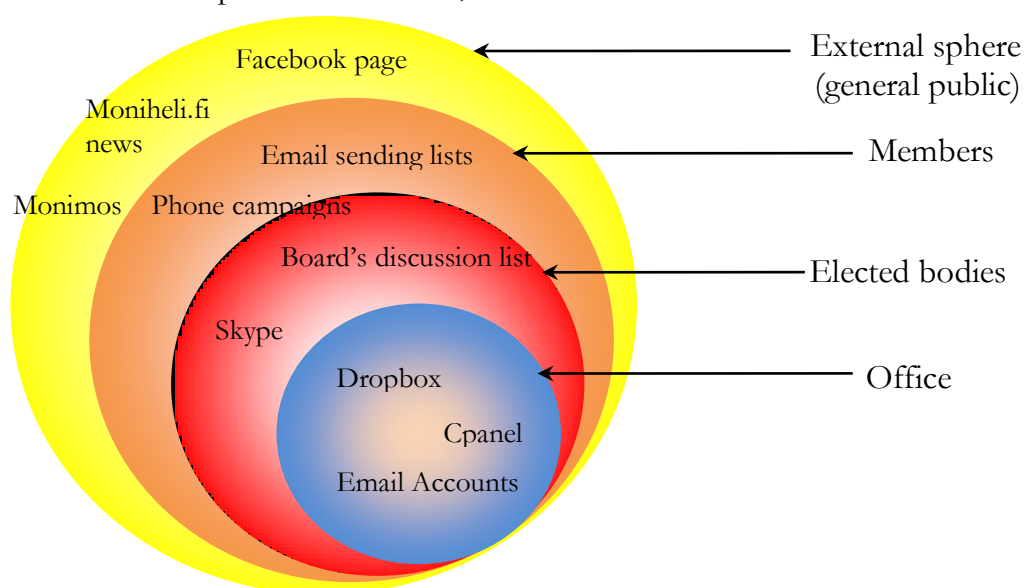 Facebook page
External sphere
(general public)
Moniheli.fi
news
Email sending lists
Members
Monimos
Phone campaigns
Board's discussion list
Elected bodies
Skype
Dropbox
Office
Cpanel
Email Accounts